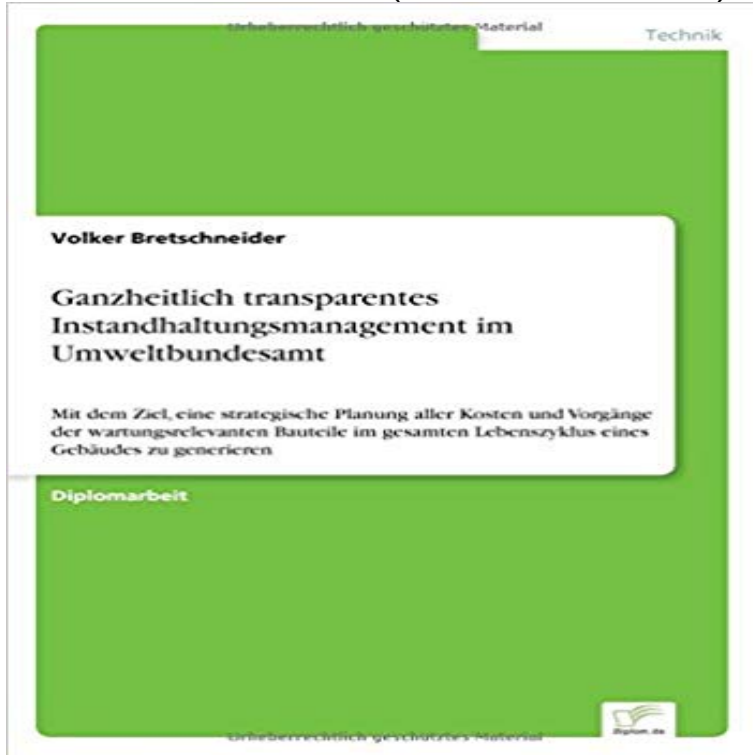 Urheberrechtlich geschütztes Material
Technik
Volker Bretschneider
Ganzheitlich transparentes
Instandhaltungsmanagement im
Umweltbundesamt
Mit dem Ziel, eine strategische Planung aller Kosten und Vorgänge
der wartungsrelevanten Bauteile im gesamten Lebenszyklus eines
Gebäudes zu generieren
Diplomarbeit
Diplom.de
Urheberrechtlich geschütztes Material